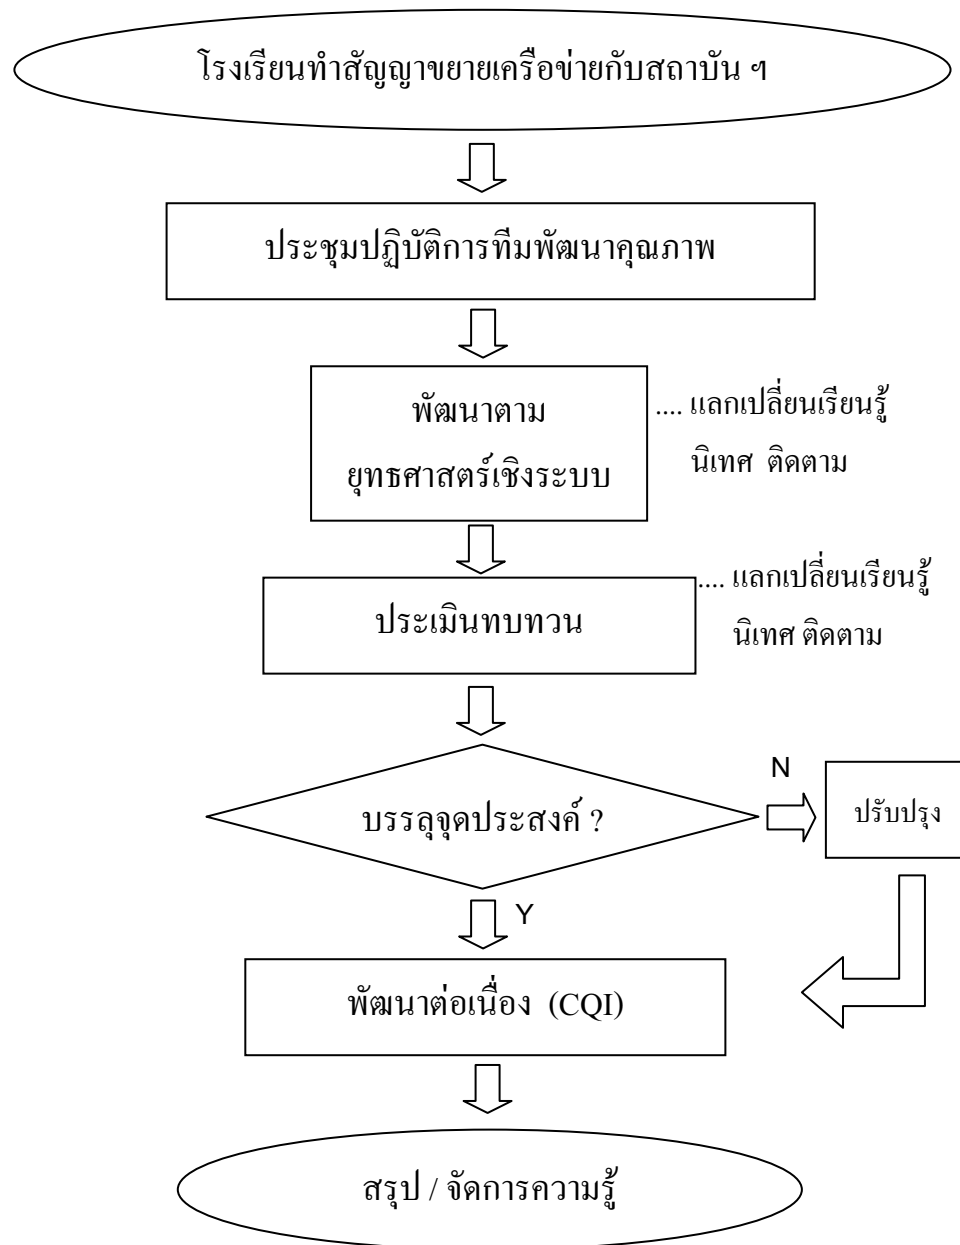 โรงเรียนทำสัญญาขยายเครือข่ายกับสถาบัน ฯ
ประชุมปฏิบัติการทีมพัฒนาคุณภาพ
พัฒนาตาม
ยุทธศาสตร์เชิงระบบ
.... แลกเปลี่ยนเรียนรู้
นิเทศ ติดตาม
ประเมินทบทวน
.... แลกเปลี่ยนเรียนรู้
นิเทศ ติดตาม
บรรลุจุดประสงค์ ?
N
ปรับปรุง
Y
พัฒนาต่อเนื่อง (CQI)
สรุป / จัดการความรู้